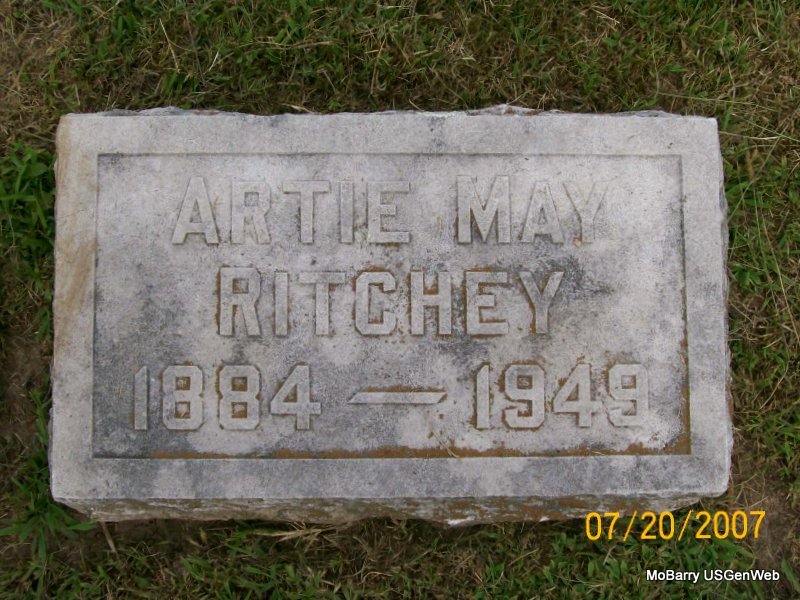 ARTIE MAY
RITCHEY
1884 — 1949
07/20/2007
MoBarry USGenWeb